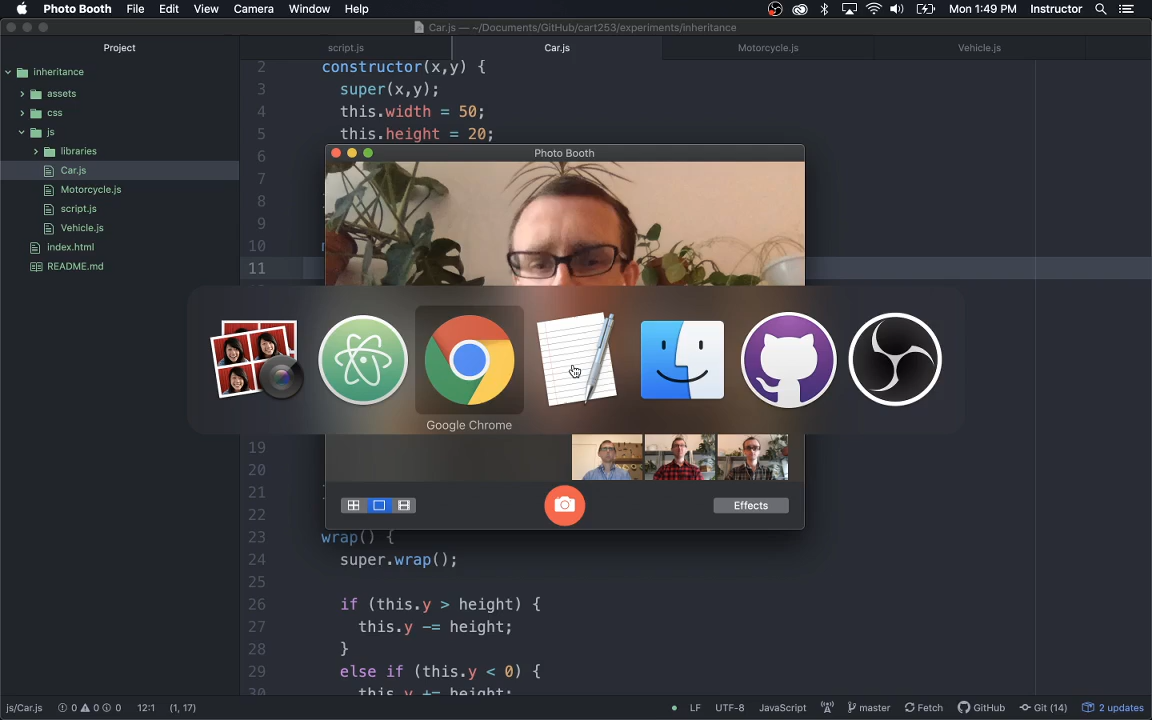 Photo Booth File Edit View Camera Window Help Mon 1:49 PM Instructor
Car.js — ~/Documents/GitHub/cart253/experiments/inheritance
Project script.js Car.js Motorcycle.js Vehicle.js
inheritance
assets
css
js
libraries
Car.js
Motorcycle.js
script.js
Vehicle.js
index.html
README.md
2 constructor(x,y) {
3 super(x,y);
4 this.width = 50;
5 this.height = 20;
6
7
8
9
10
11
Photo Booth
Google Chrome
19
20
21
22
Effects
23 wrap() {
24 super.wrap();
25
26 if (this.y > height) {
27 this.y -= height;
28 }
29 else if (this.y < 0) {
30 this.y += height;
js/Car.js 0 0 0 12:1 (1, 17) LF UTF-8 JavaScript master Fetch GitHub Git (14) 2 updates